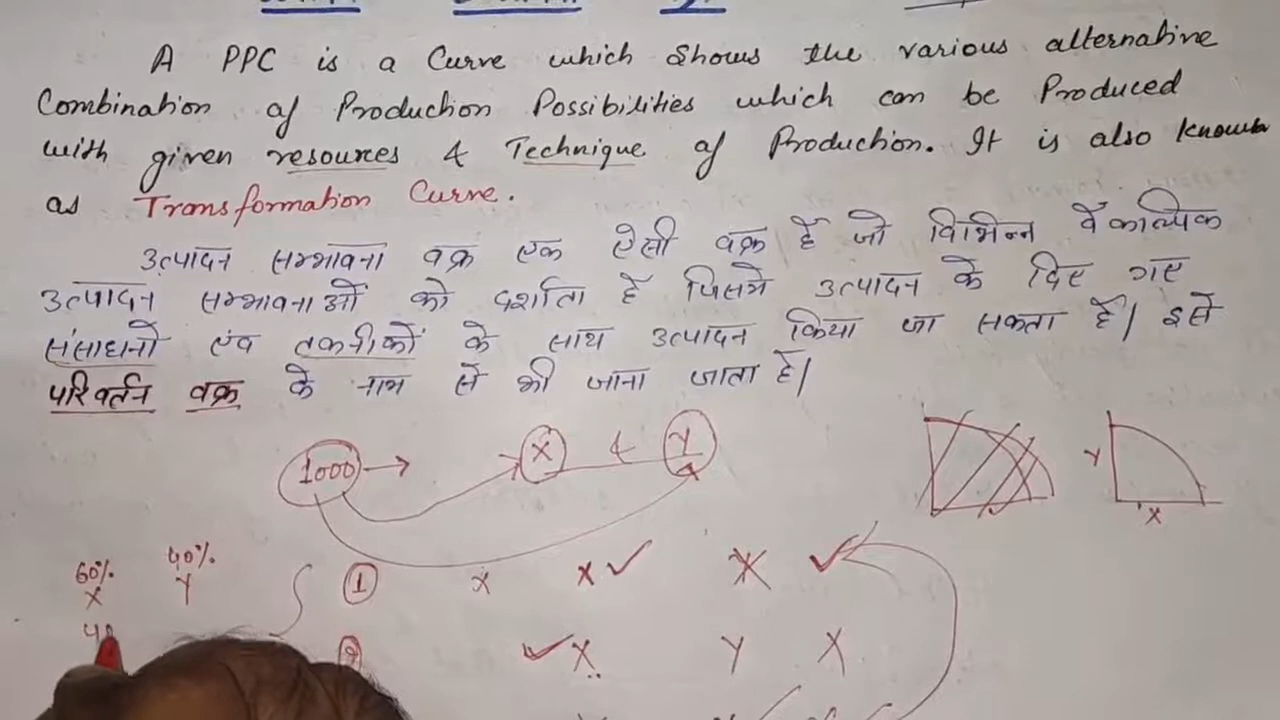 A PPC is a Curve which Shows the various alternative
Combination of Production Possibilities which can be Produced
with given resources & Technique of Production. It is also known
as Transformation Curve.
उत्पादन सम्भावना वक्र एक ऐसी वक्र है जो विभिन्न वैकाल्पिक
उत्पादन सम्भावनाओं को दर्शाता है जिसमे उत्पादन के दिए गए
संसाधनो एंव तकनीकों के साथ उत्पादन किया जा सकता है। इसे
परिवर्तन वक्र के नाम से भी जाना जाता है।
1000 → X & Y
Y
X
60% 40%
X Y
① X X ✓ X ✓
② ✓ X Y X